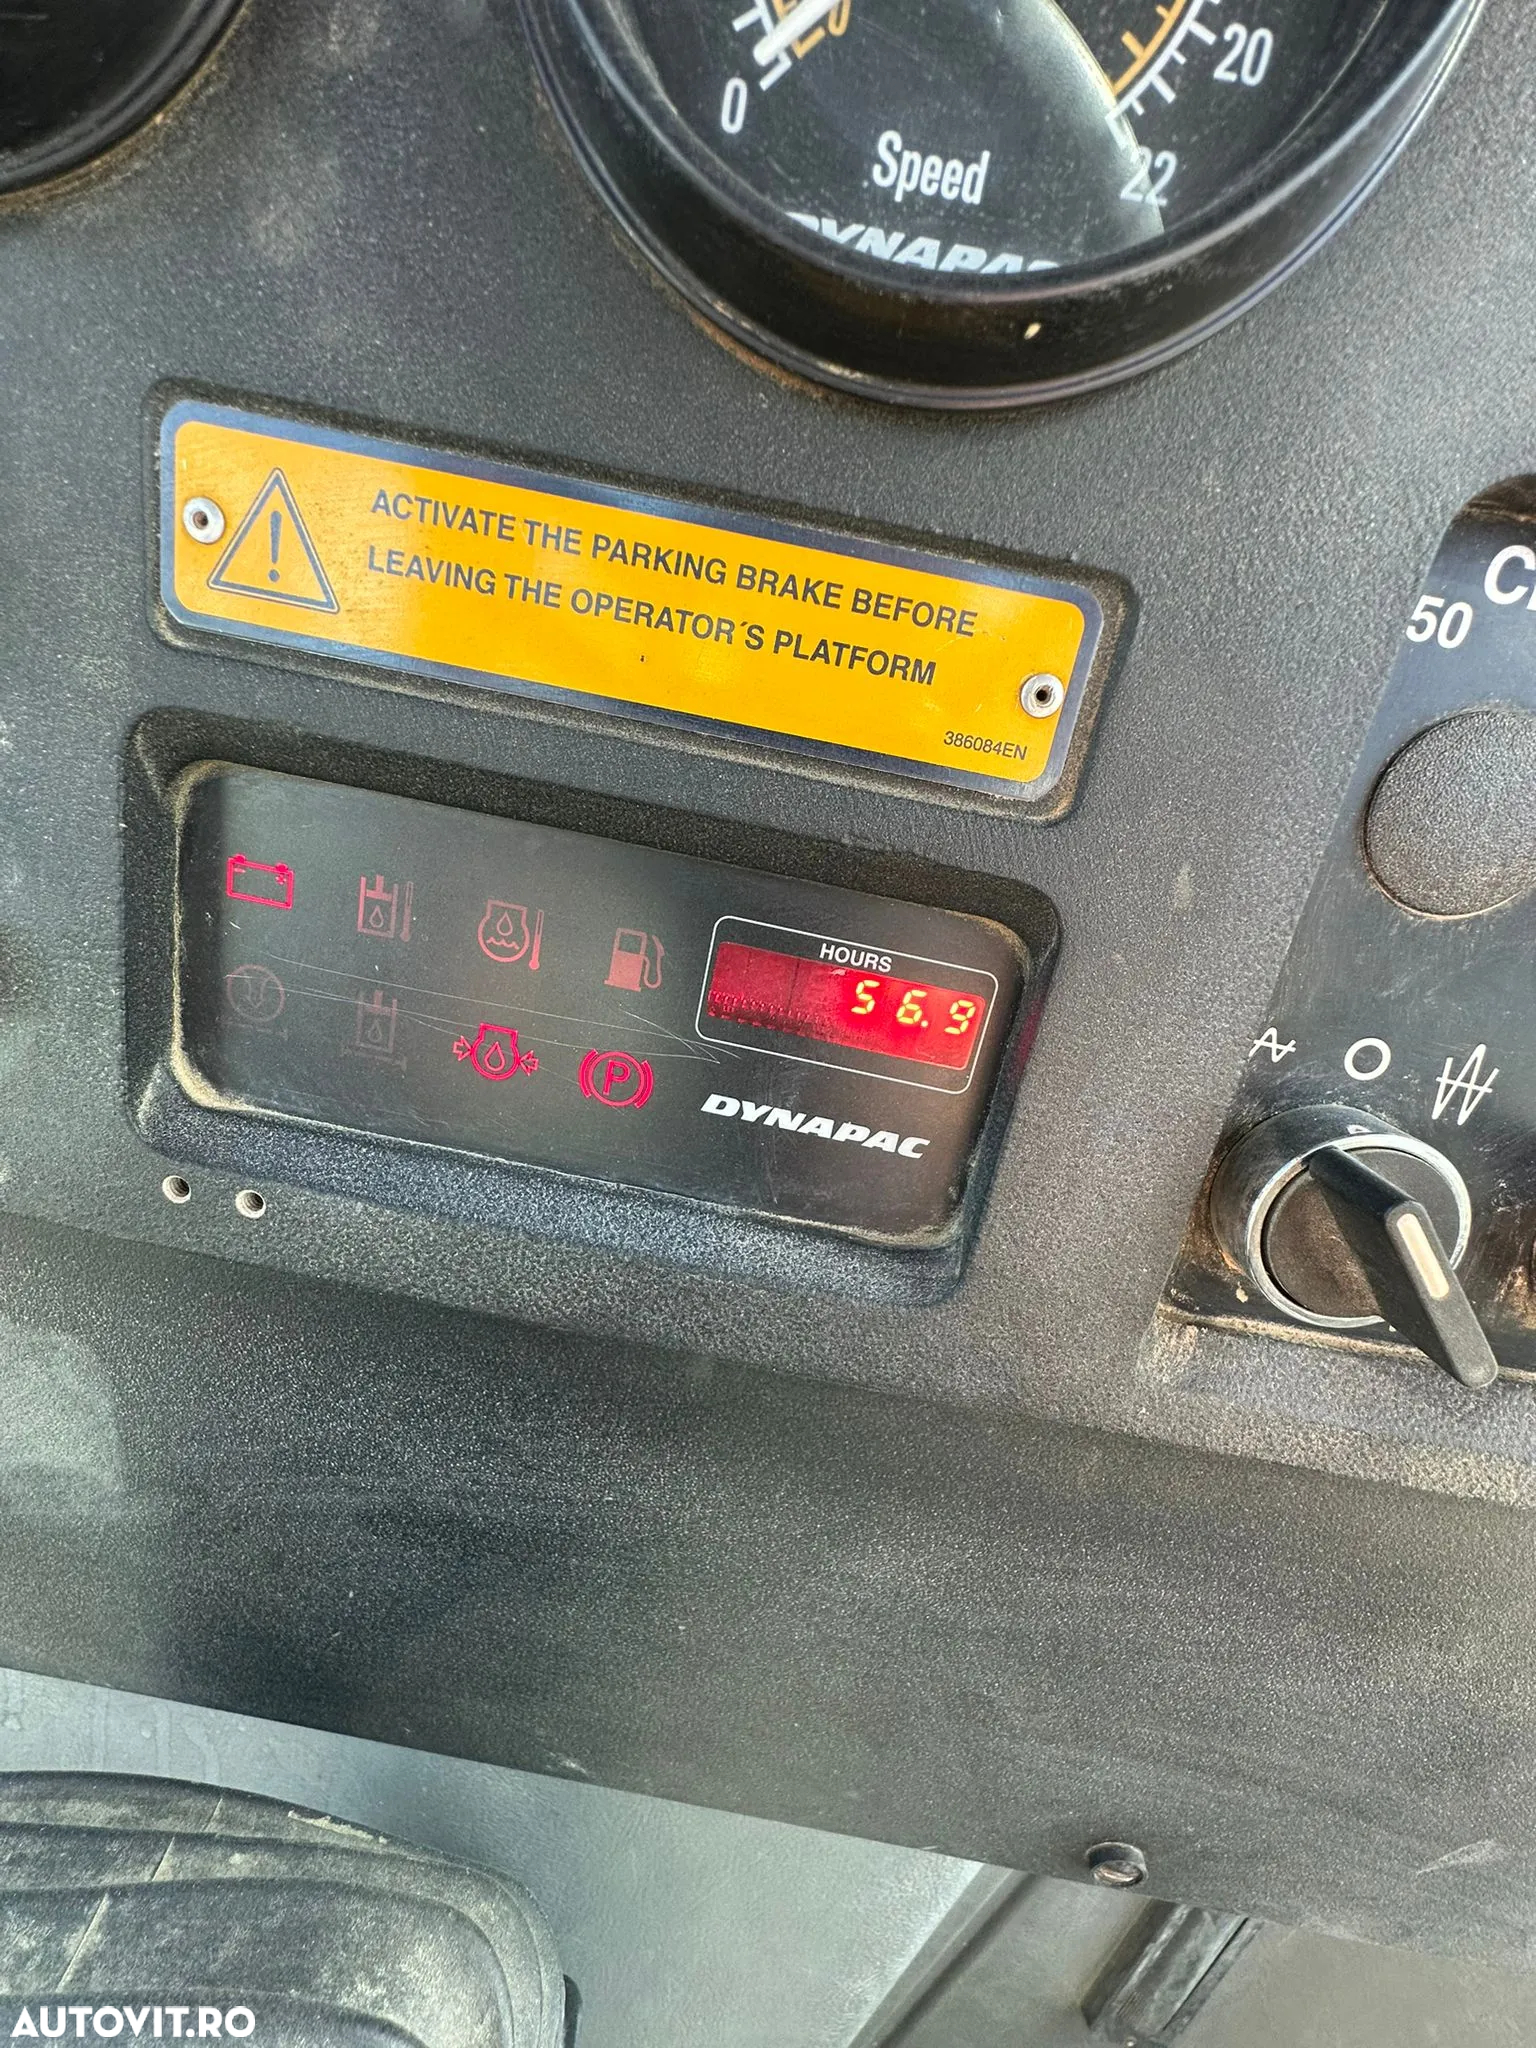 0
20
22
Speed
DYNAPAC
ACTIVATE THE PARKING BRAKE BEFORE
LEAVING THE OPERATOR´S PLATFORM
386084EN
50
HOURS
56.9
P
DYNAPAC
AUTOVIT.RO